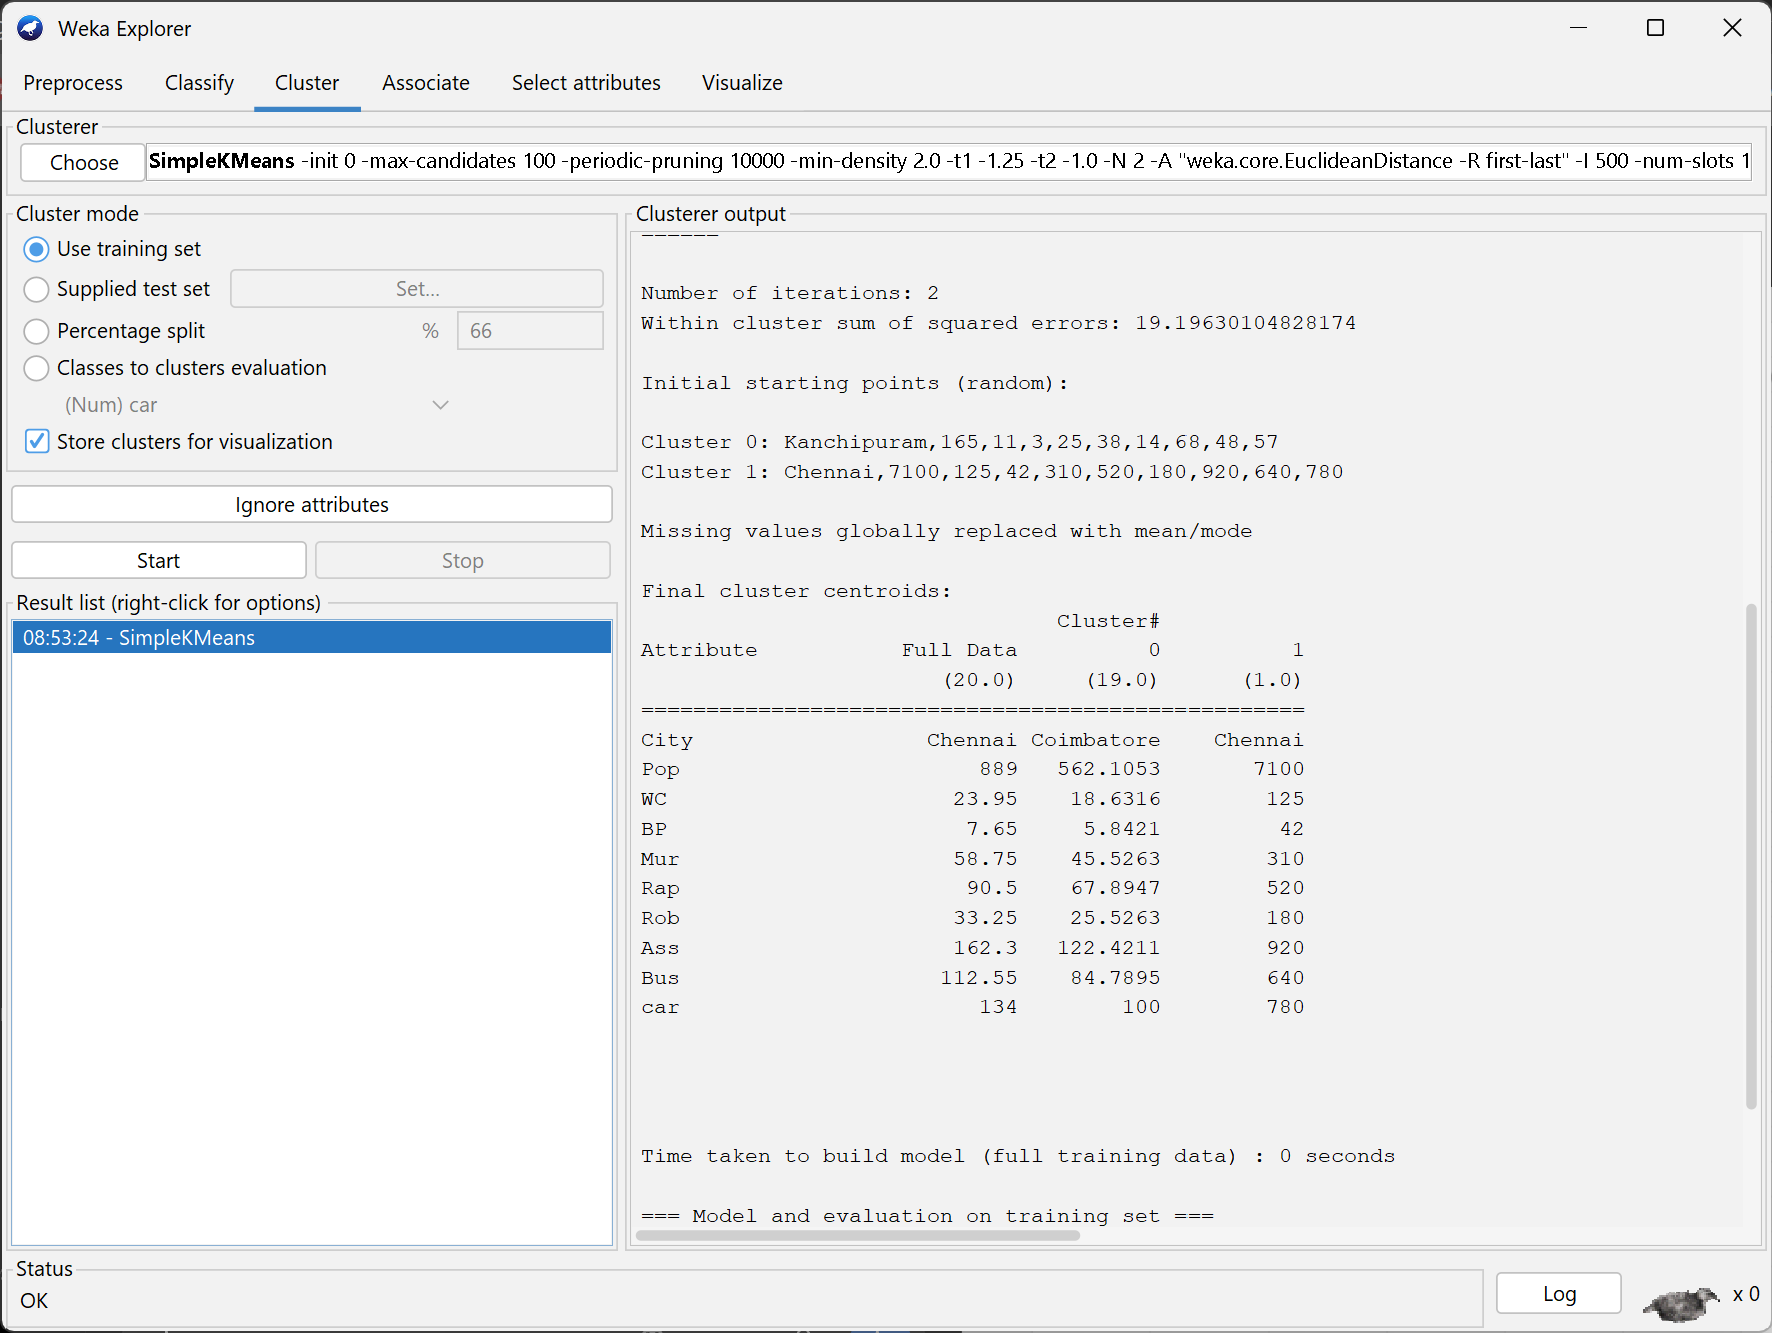 Weka Explorer
Preprocess Classify Cluster Associate Select attributes Visualize
Clusterer
Choose SimpleKMeans -init 0 -max-candidates 100 -periodic-pruning 10000 -min-density 2.0 -t1 -1.25 -t2 -1.0 -N 2 -A "weka.core.EuclideanDistance -R first-last" -I 500 -num-slots 1
Cluster mode
Use training set
Supplied test set Set...
Percentage split % 66
Classes to clusters evaluation
(Num) car
Store clusters for visualization
Ignore attributes
Start Stop
Result list (right-click for options)
08:53:24 - SimpleKMeans
Clusterer output
======
Number of iterations: 2
Within cluster sum of squared errors: 19.19630104828174
Initial starting points (random):
Cluster 0: Kanchipuram,165,11,3,25,38,14,68,48,57
Cluster 1: Chennai,7100,125,42,310,520,180,920,640,780
Missing values globally replaced with mean/mode
Final cluster centroids:
Cluster#
Attribute Full Data 0 1
(20.0) (19.0) (1.0)
===================================================
City Chennai Coimbatore Chennai
Pop 889 562.1053 7100
WC 23.95 18.6316 125
BP 7.65 5.8421 42
Mur 58.75 45.5263 310
Rap 90.5 67.8947 520
Rob 33.25 25.5263 180
Ass 162.3 122.4211 920
Bus 112.55 84.7895 640
car 134 100 780
Time taken to build model (full training data) : 0 seconds
=== Model and evaluation on training set ===
Status
OK
Log x 0